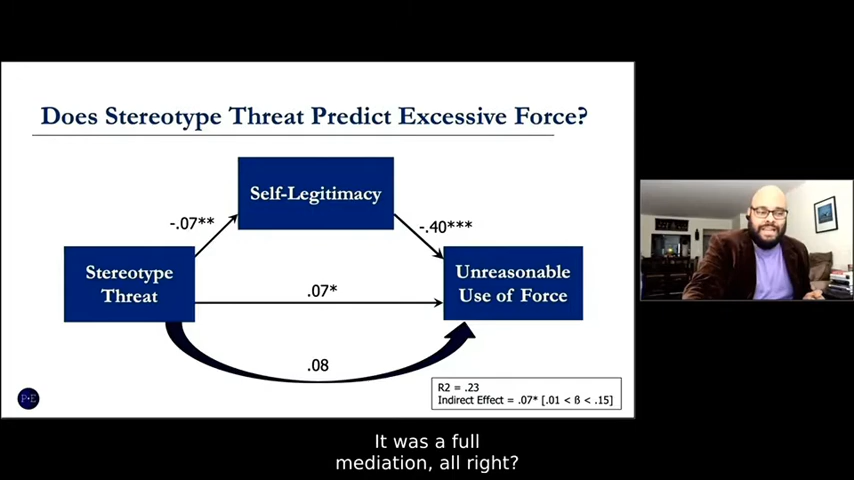 Does Stereotype Threat Predict Excessive Force?
Self-Legitimacy
-.07**
-.40***
Stereotype
Threat
Unreasonable
Use of Force
.07*
.08
R2 = .23
Indirect Effect = .07* [.01 < ß < .15]
P•E
It was a full
mediation, all right?